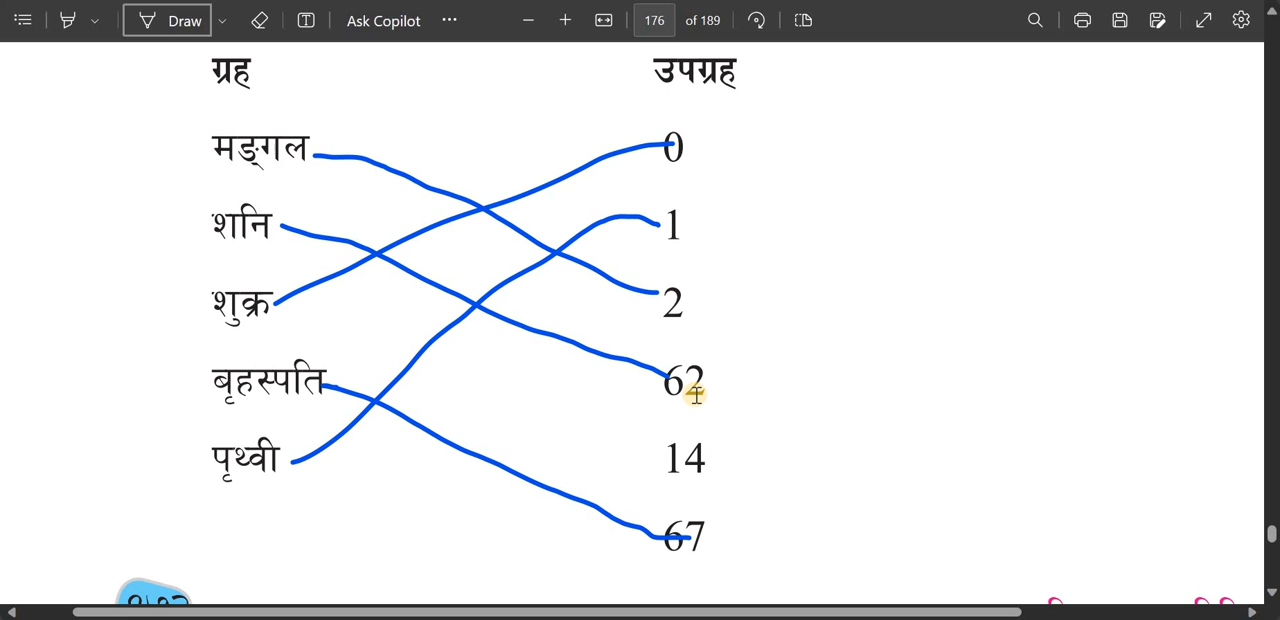 Draw Ask Copilot 176 of 189
ग्रह उपग्रह
मङ्गल 0
शनि 1
शुक्र 2
बृहस्पति 62
पृथ्वी 14
67